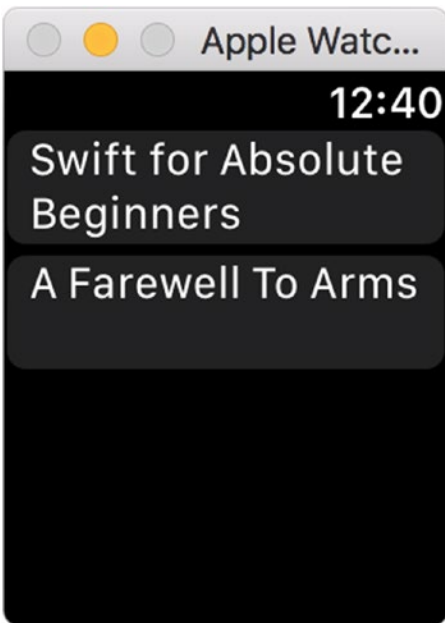 Apple Watc...
12:40
Swift for Absolute
Beginners
A Farewell To Arms